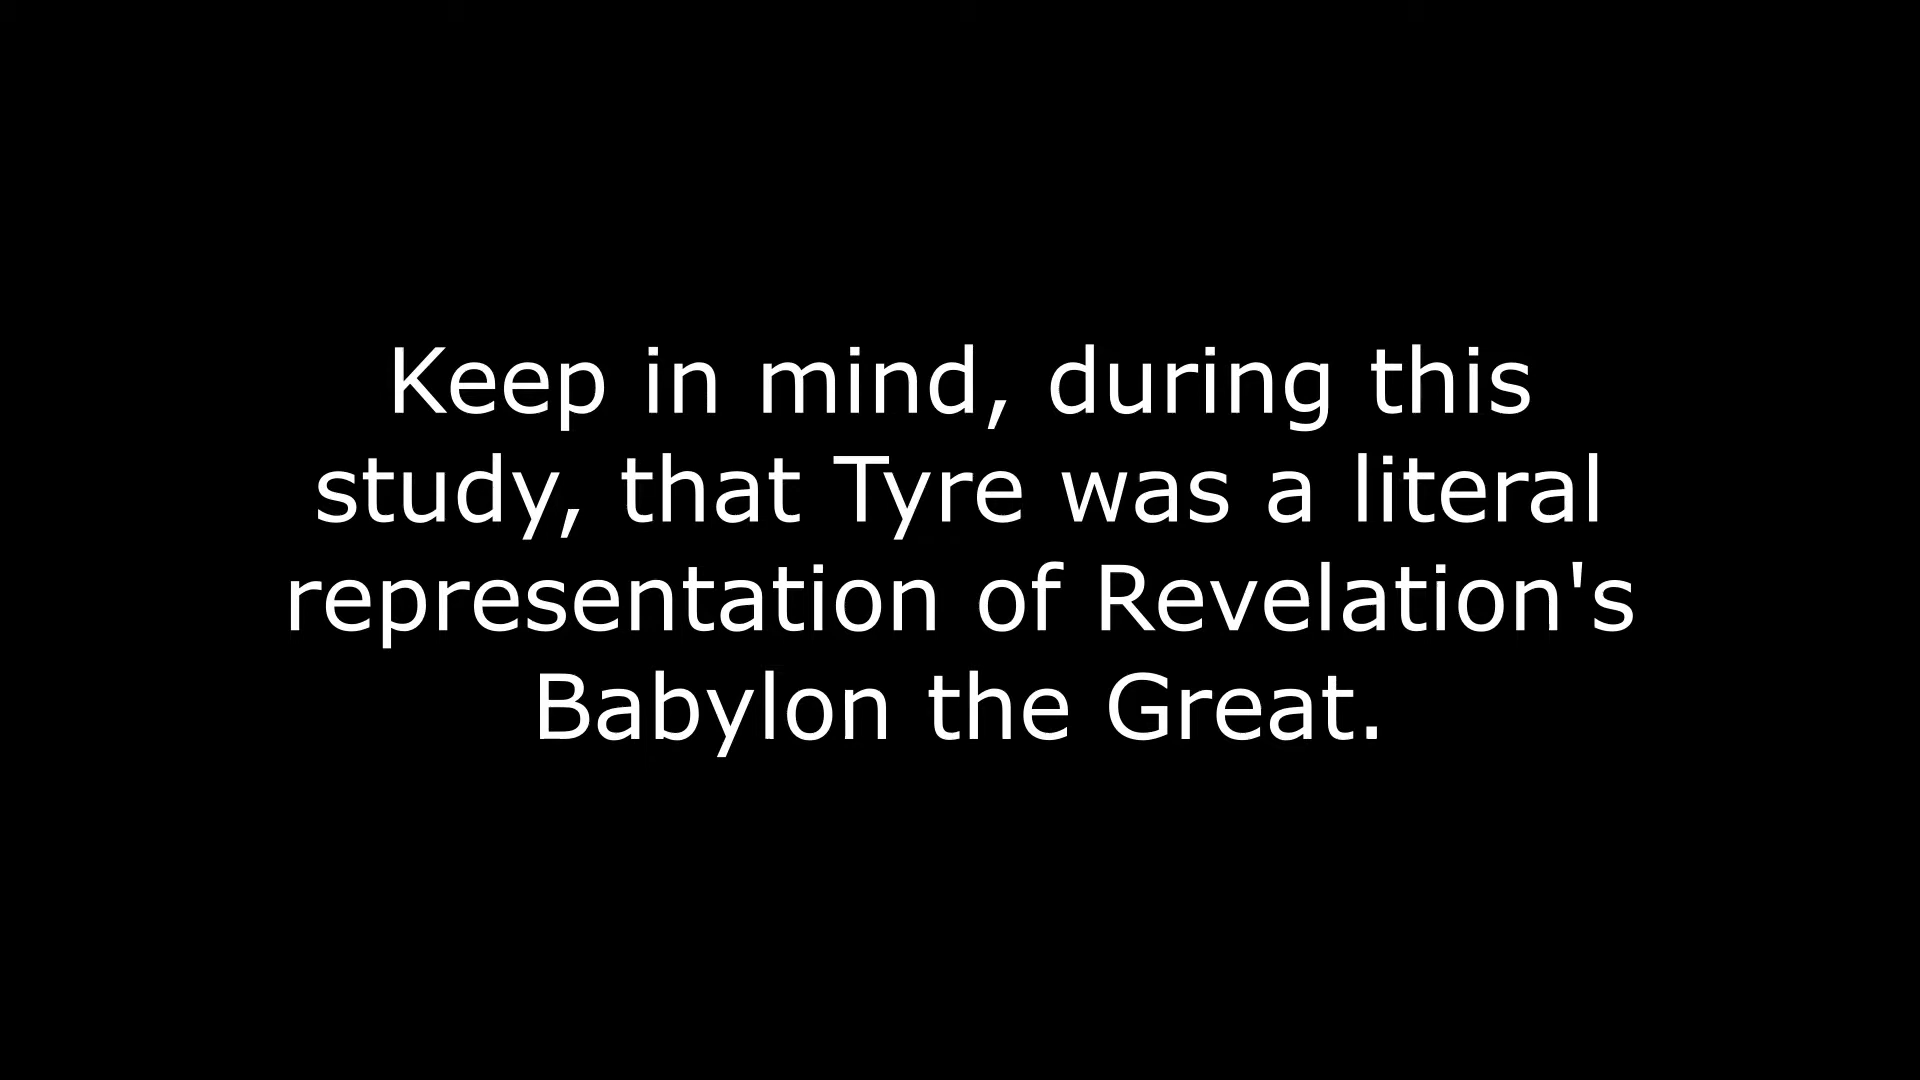 Keep in mind, during this
study, that Tyre was a literal
representation of Revelation's
Babylon the Great.